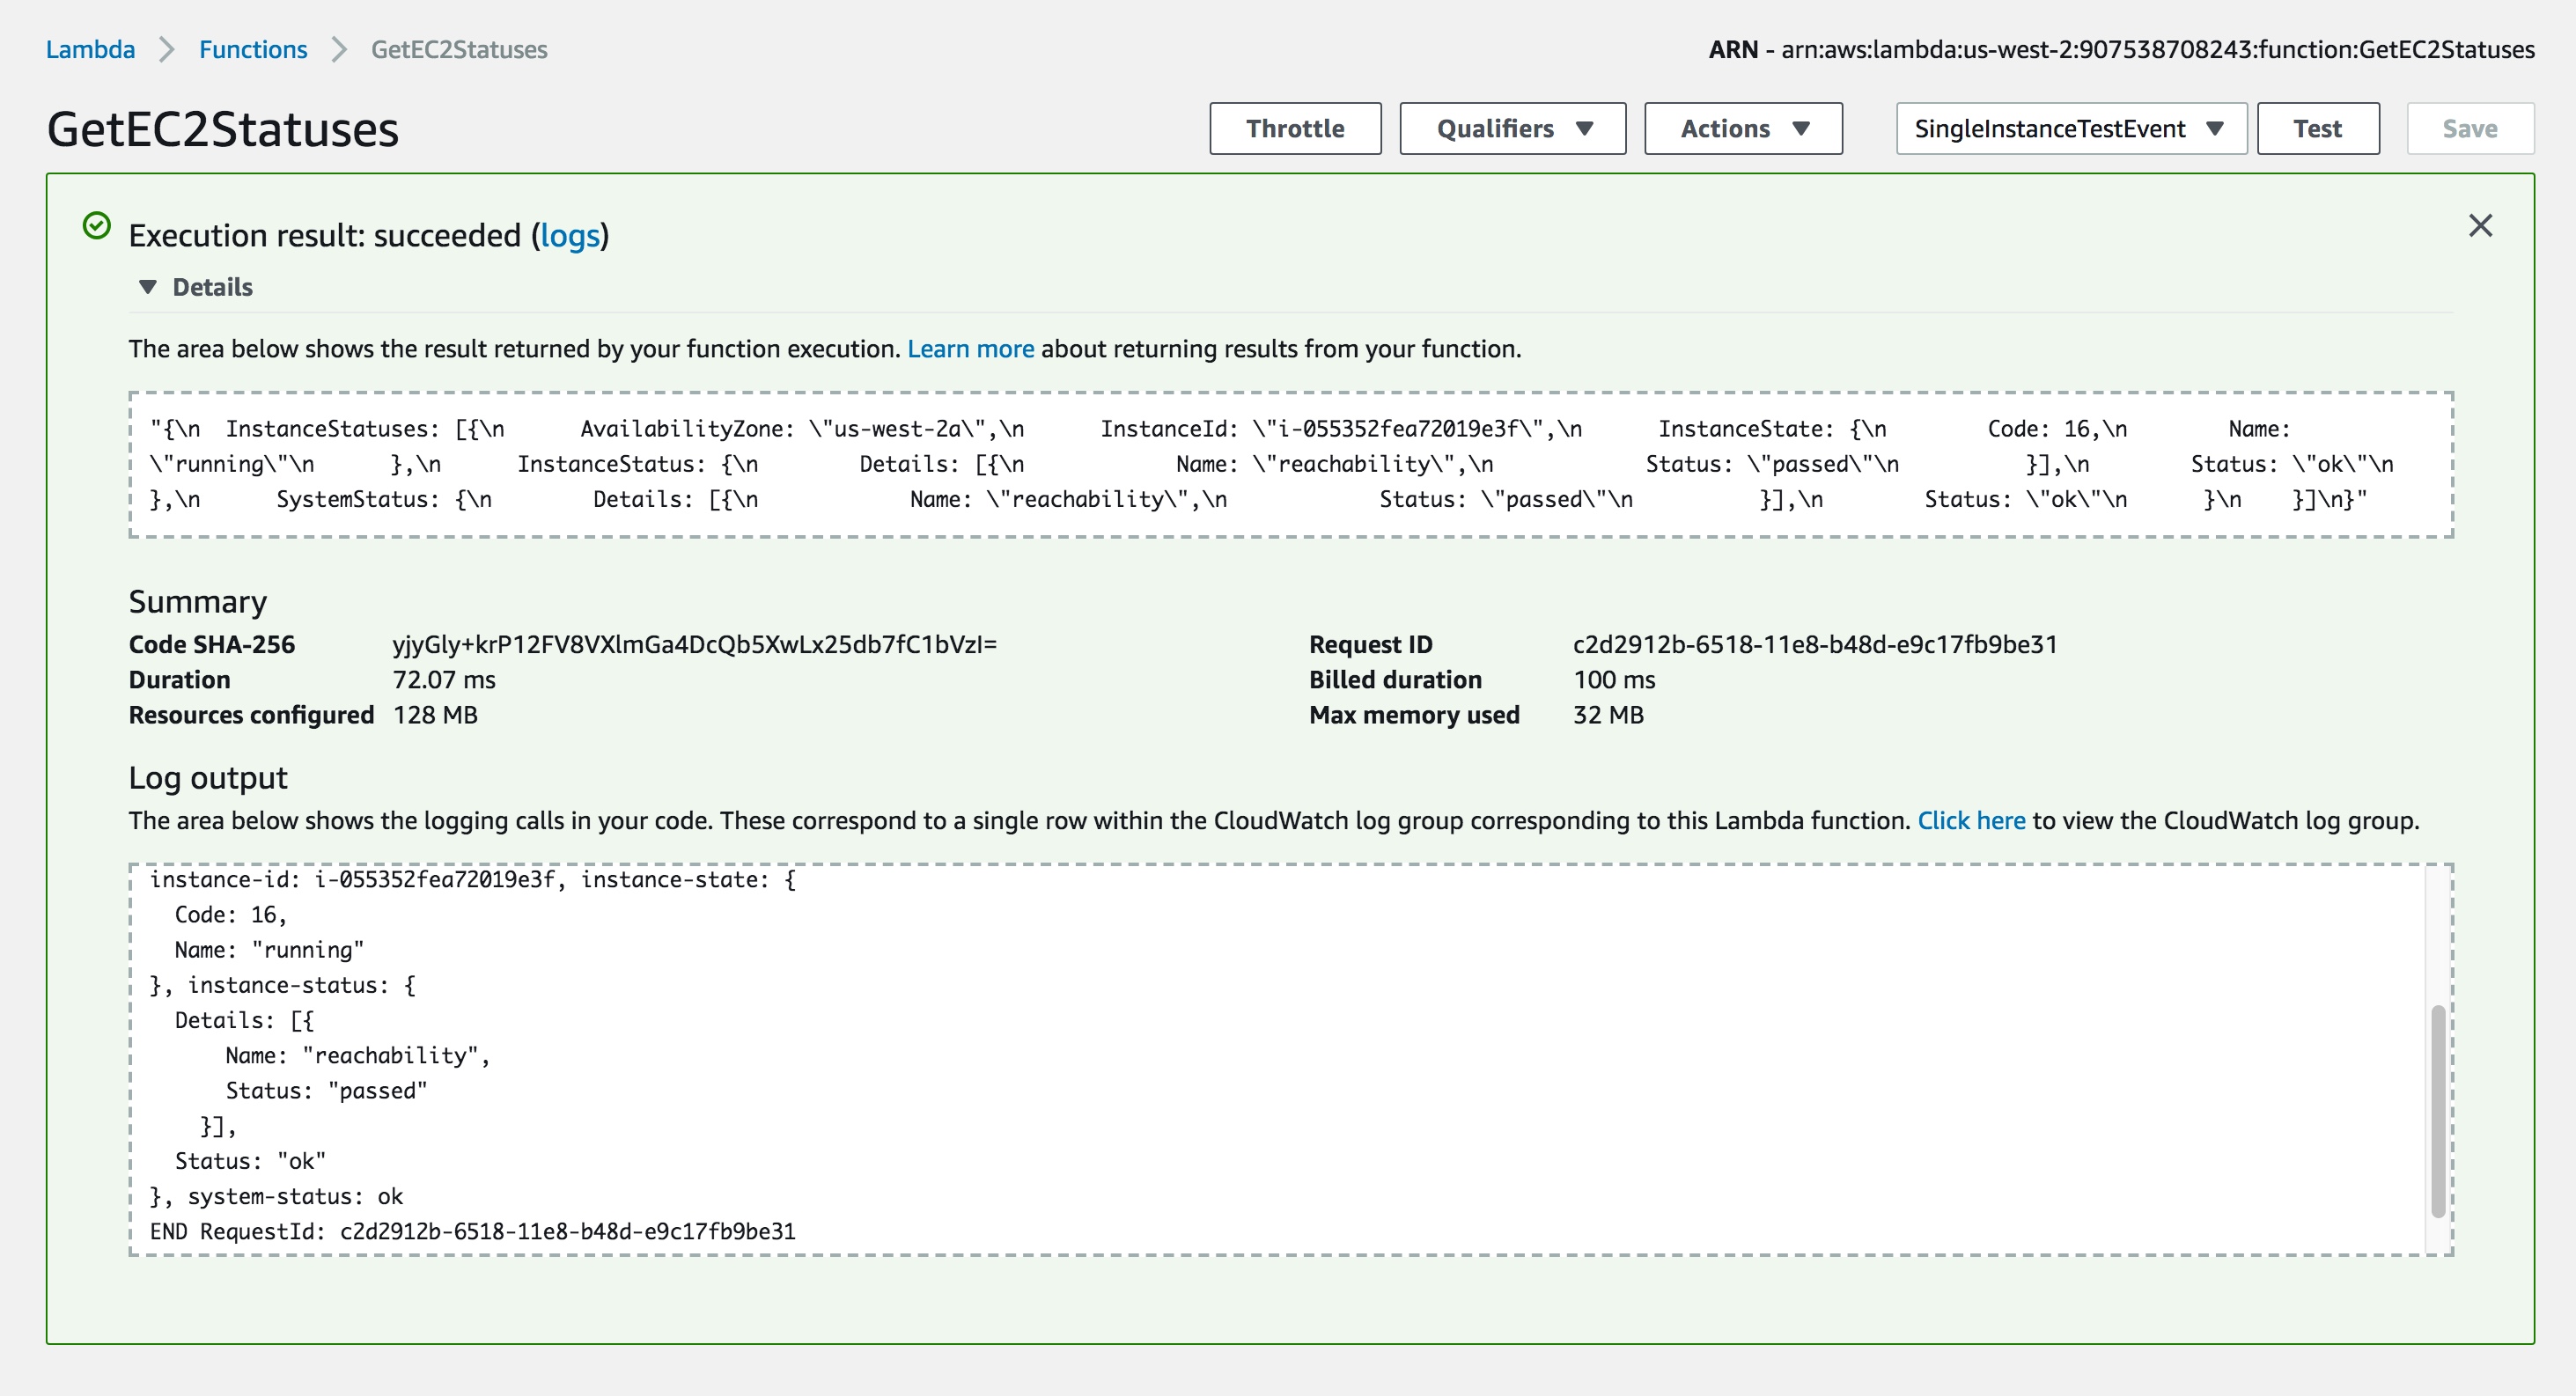 Lambda > Functions > GetEC2Statuses
ARN - arn:aws:lambda:us-west-2:907538708243:function:GetEC2Statuses
GetEC2Statuses
Throttle
Qualifiers
Actions
SingleInstanceTestEvent
Test
Save
Execution result: succeeded (logs)
Details
The area below shows the result returned by your function execution. Learn more about returning results from your function.
"{\n  InstanceStatuses: [{\n      AvailabilityZone: \"us-west-2a\",\n      InstanceId: \"i-055352fea72019e3f\",\n      InstanceState: {\n        Code: 16,\n        Name:
\"running\"\n      },\n      InstanceStatus: {\n        Details: [{\n            Name: \"reachability\",\n            Status: \"passed\"\n          }],\n        Status: \"ok\"\n
},\n      SystemStatus: {\n        Details: [{\n            Name: \"reachability\",\n            Status: \"passed\"\n          }],\n        Status: \"ok\"\n      }\n    }]\n}"
Summary
Code SHA-256 yjyGly+krP12FV8VXlmGa4DcQb5XwLx25db7fC1bVzI=
Request ID c2d2912b-6518-11e8-b48d-e9c17fb9be31
Duration 72.07 ms
Billed duration 100 ms
Resources configured 128 MB
Max memory used 32 MB
Log output
The area below shows the logging calls in your code. These correspond to a single row within the CloudWatch log group corresponding to this Lambda function. Click here to view the CloudWatch log group.
instance-id: i-055352fea72019e3f, instance-state: {
  Code: 16,
  Name: "running"
}, instance-status: {
  Details: [{
      Name: "reachability",
      Status: "passed"
    }],
  Status: "ok"
}, system-status: ok
END RequestId: c2d2912b-6518-11e8-b48d-e9c17fb9be31